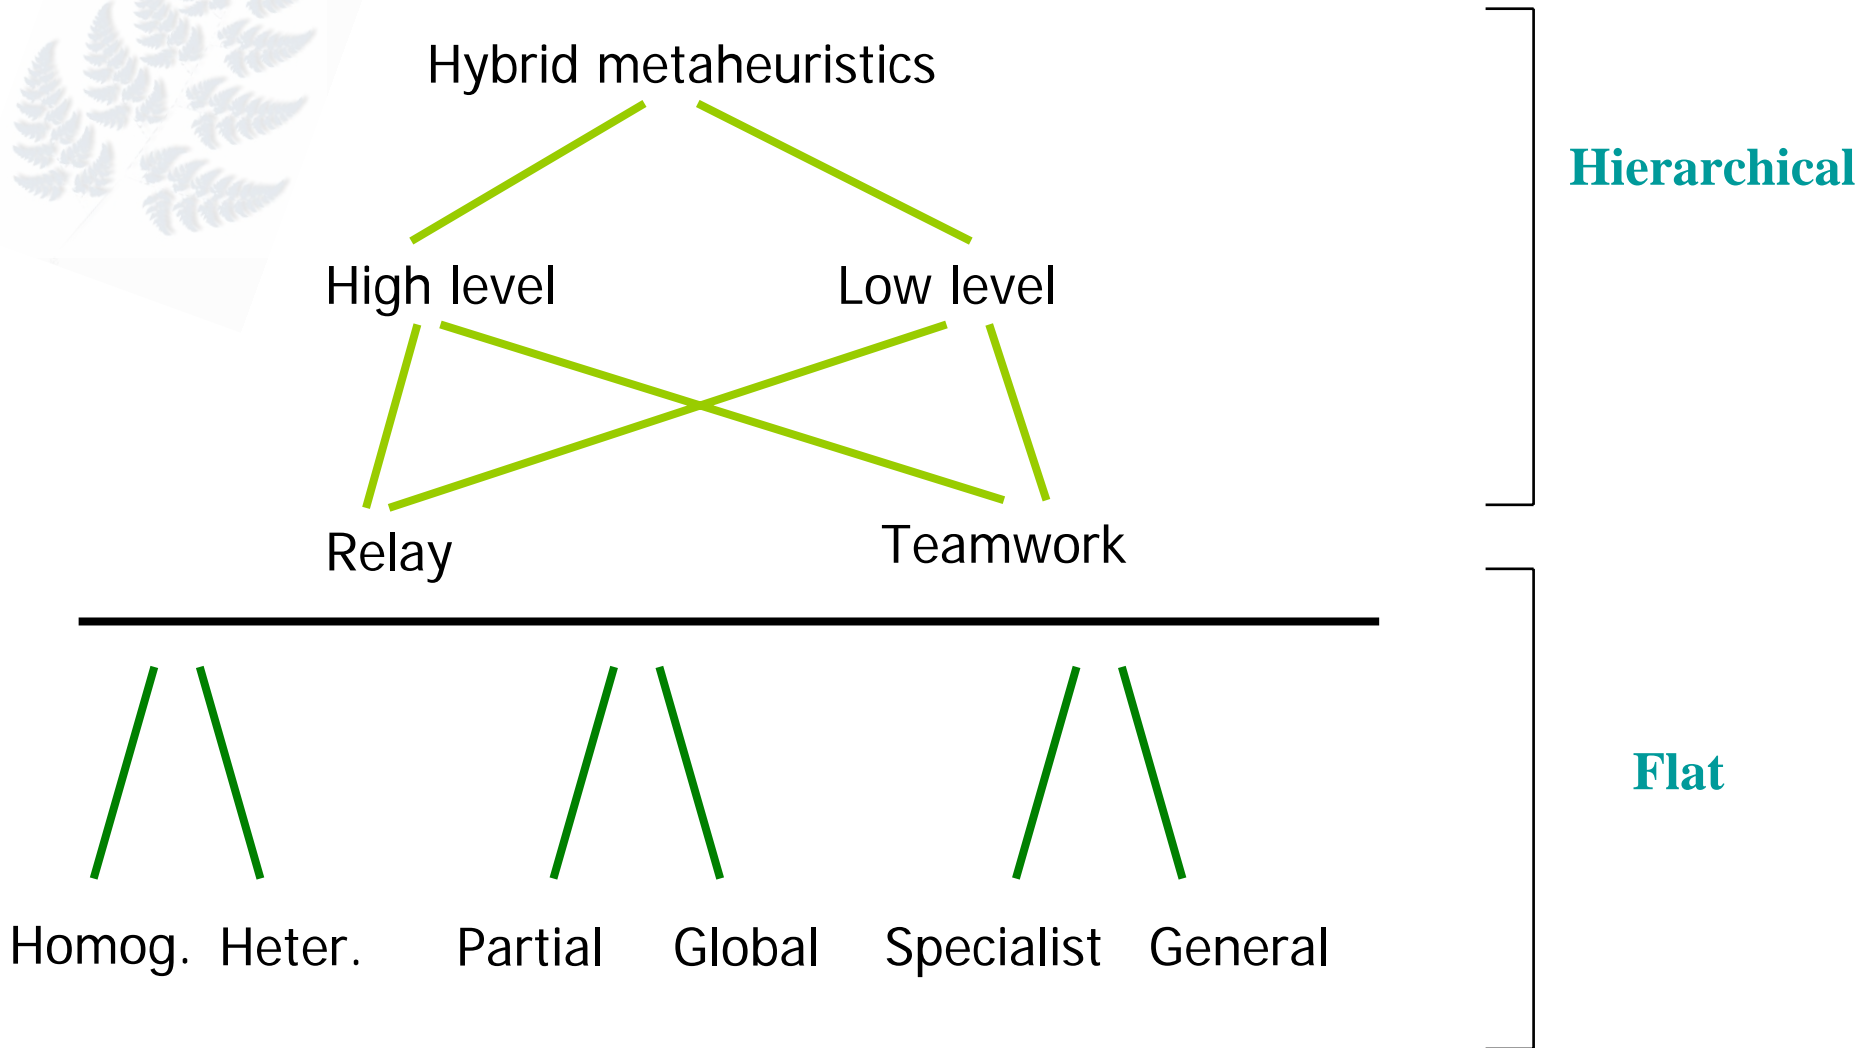 Hybrid metaheuristics
Hierarchical
High level
Low level
Relay
Teamwork
Flat
Homog.
Heter.
Partial
Global
Specialist
General